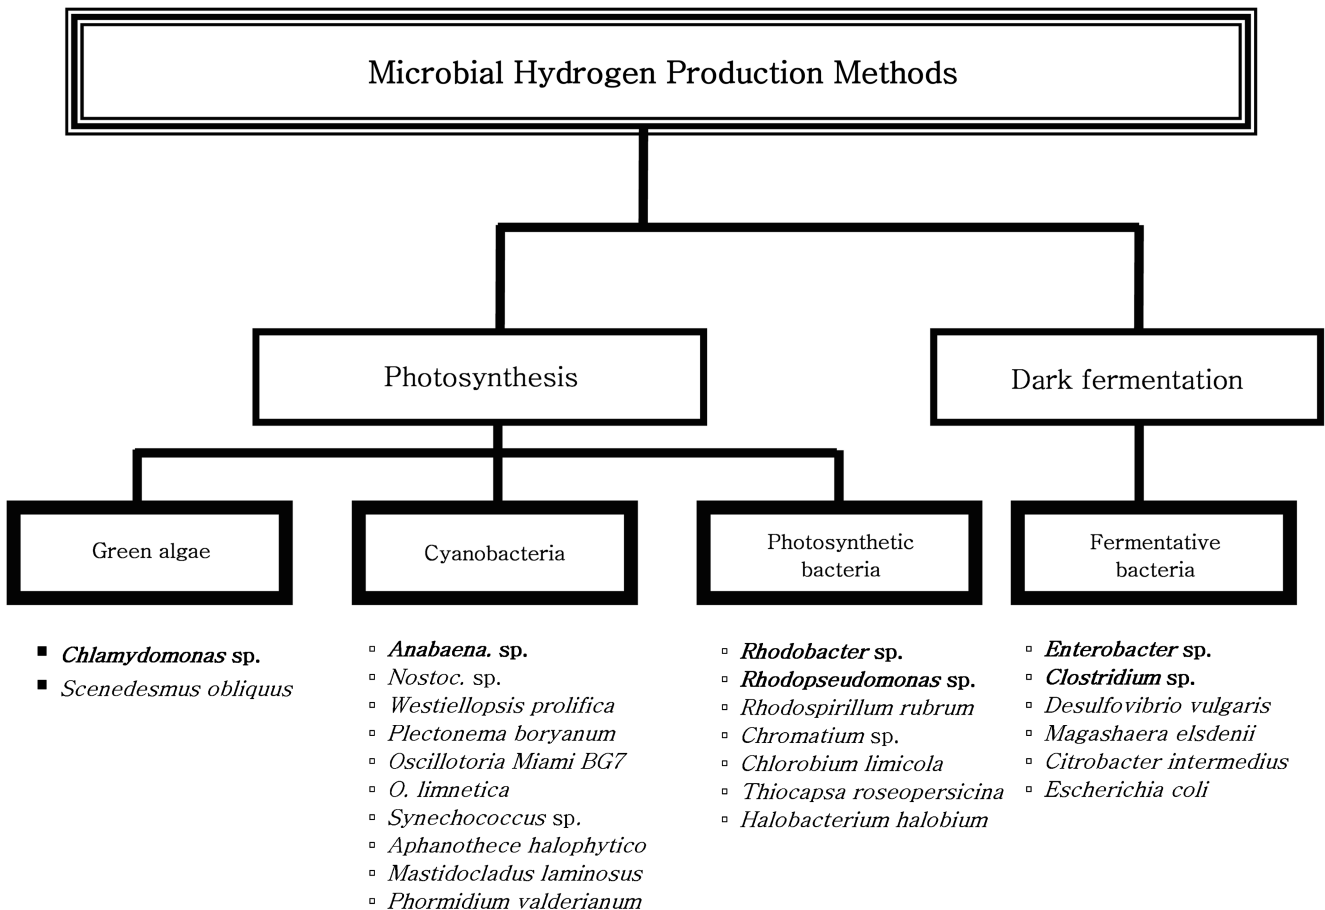 Microbial Hydrogen Production Methods
Photosynthesis
Dark fermentation
Green algae
Cyanobacteria
Photosynthetic
bacteria
Fermentative
bacteria
Chlamydomonas sp.
Scenedesmus obliquus
Anabaena. sp.
Nostoc. sp.
Westiellopsis prolifica
Plectonema boryanum
Oscillotoria Miami BG7
O. limnetica
Synechococcus sp.
Aphanothece halophytico
Mastidocladus laminosus
Phormidium valderianum
Rhodobacter sp.
Rhodopseudomonas sp.
Rhodospirillum rubrum
Chromatium sp.
Chlorobium limicola
Thiocapsa roseopersicina
Halobacterium halobium
Enterobacter sp.
Clostridium sp.
Desulfovibrio vulgaris
Magashaera elsdenii
Citrobacter intermedius
Escherichia coli